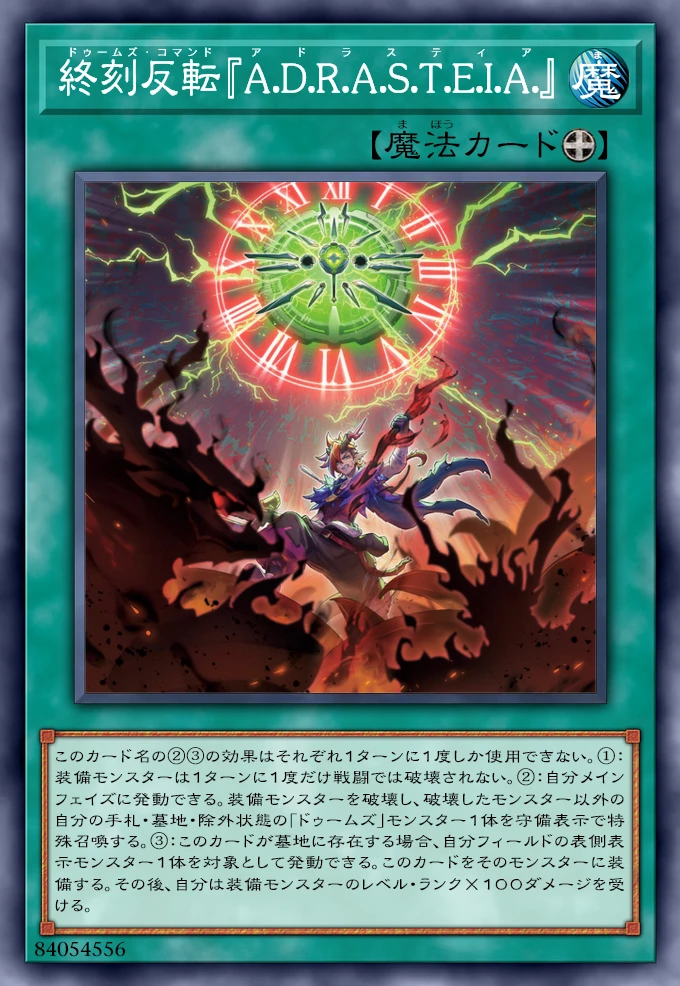 ドゥームズ・コマンド アドラスティア
終刻反転『A.D.R.A.S.T.E.I.A.』 魔
ま
ま ほう
【魔法カード】
XII
このカード名の②③の効果はそれぞれ1ターンに1度しか使用できない。①：
装備モンスターは1ターンに1度だけ戦闘では破壊されない。②：自分メイン
フェイズに発動できる。装備モンスターを破壊し、破壊したモンスター以外の
自分の手札・墓地・除外状態の「ドゥームズ」モンスター1体を守備表示で特
殊召喚する。③：このカードが墓地に存在する場合、自分フィールドの表側表
示モンスター1体を対象として発動できる。このカードをそのモンスターに装
備する。その後、自分は装備モンスターのレベル・ランク×100ダメージを受
ける。
84054556